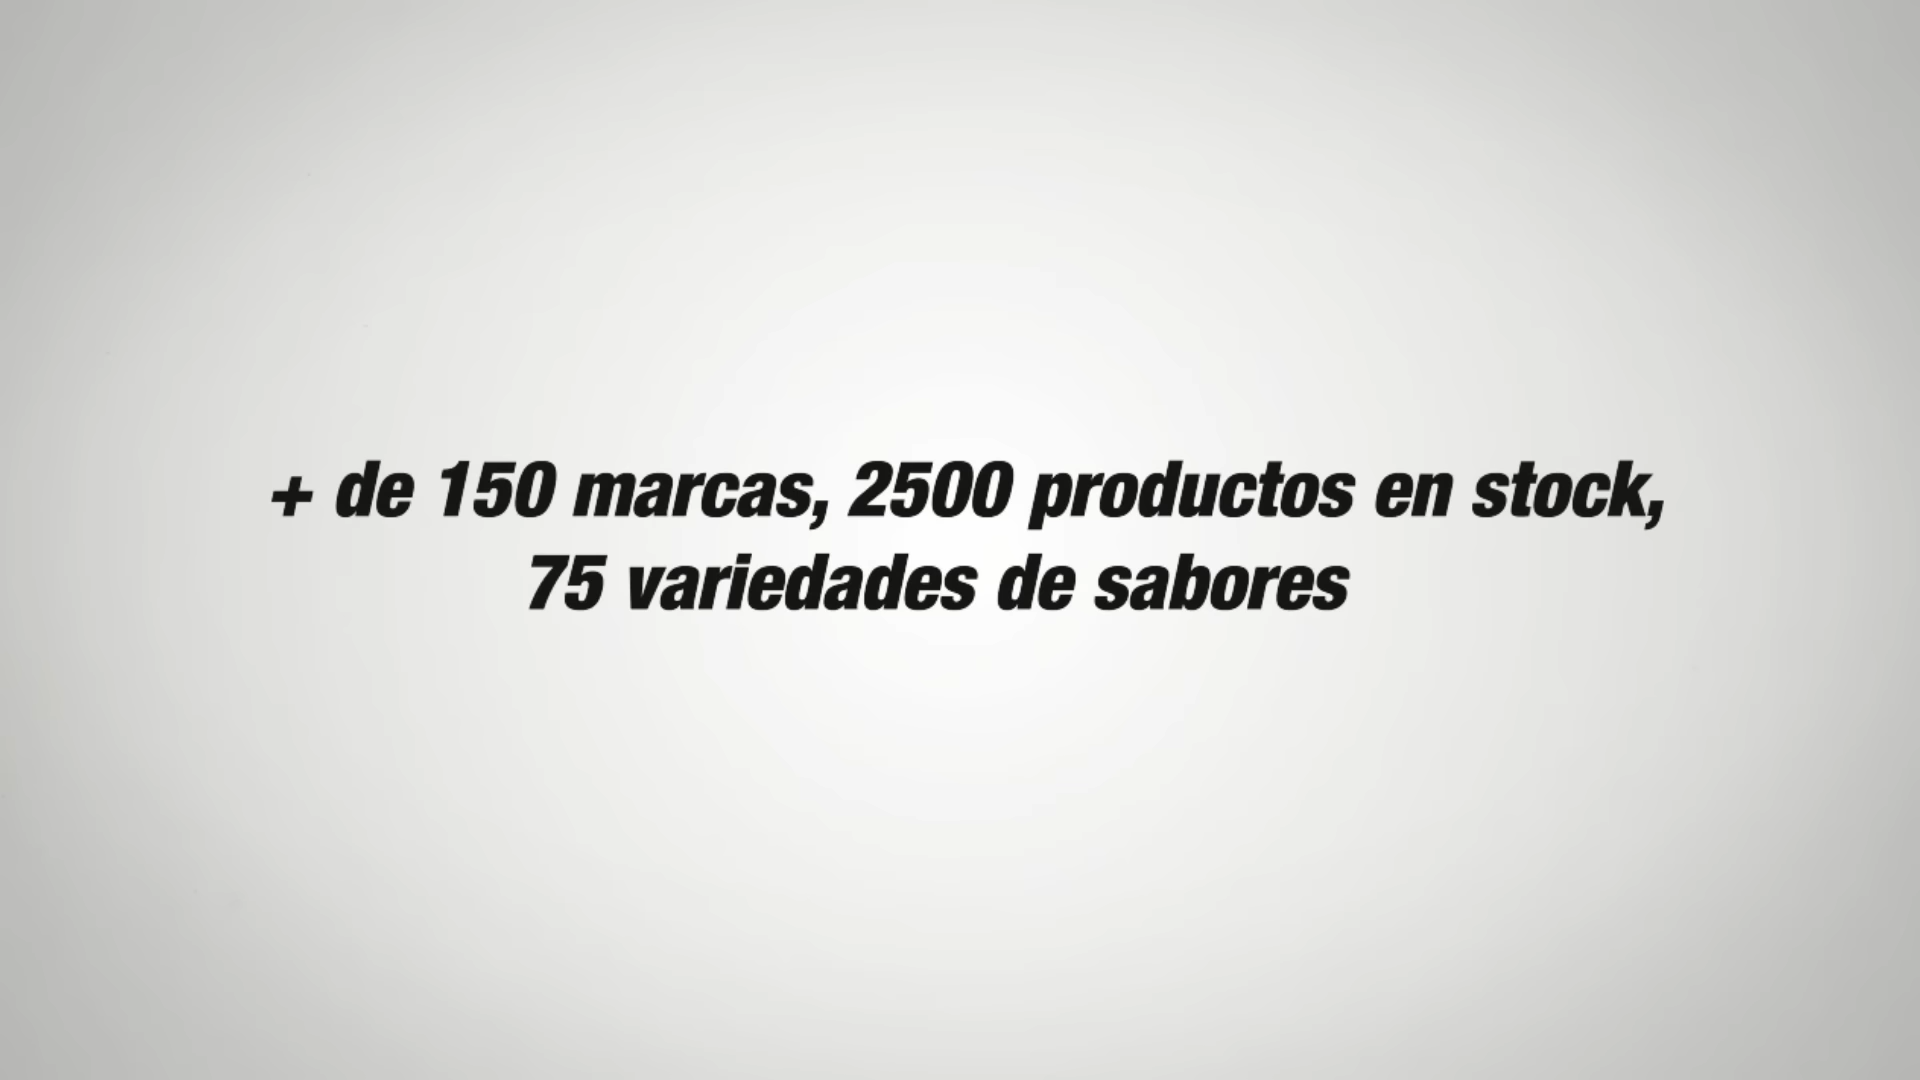 + de 150 marcas, 2500 productos en stock,
75 variedades de sabores